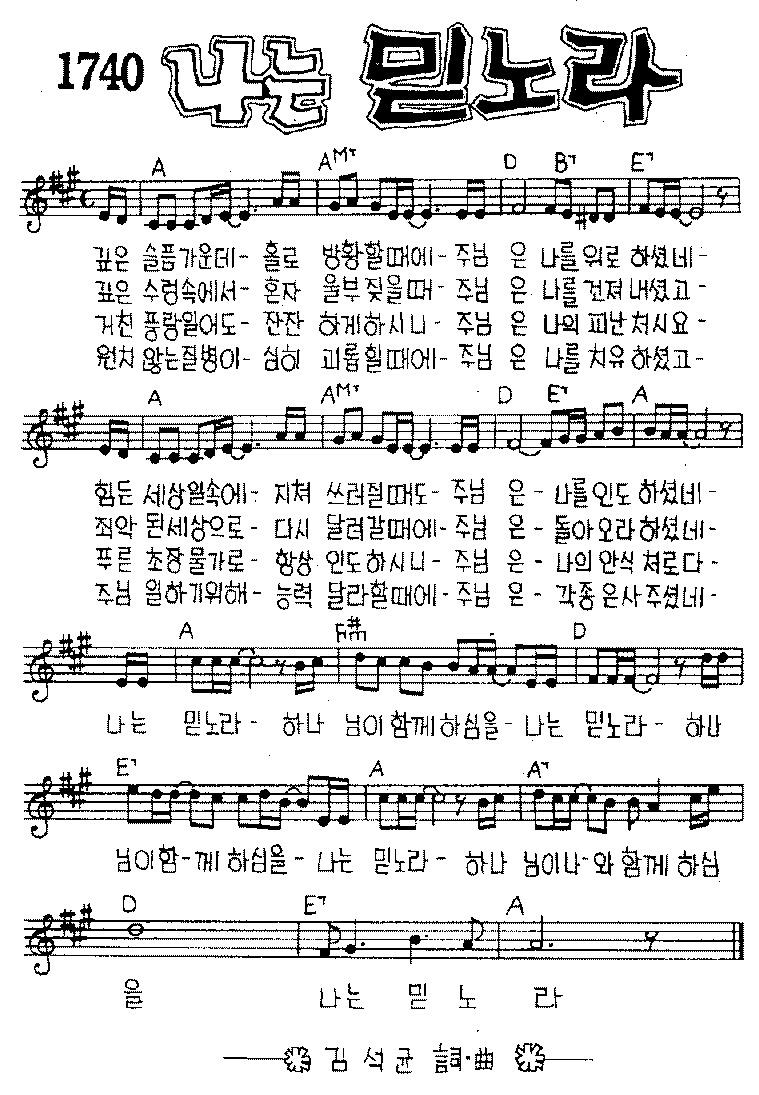 1740 나는 믿노라
A AM7 D B7 E7
깊은 슬픔가운데- 홀로 방황할때에-주님 은 나를위로 하셨네-
깊은 수렁속에서- 혼자 울부짖을때- 주님 은 나를건져 내셨고-
거친 풍랑일어도- 잔잔 하게하시니- 주님 은 나의피난처시요-
원치 않는질병이- 심히 괴롭힐때에-주님 은 나를치유하셨고-
A AM7 D E7 A
힘든 세상일속에- 지쳐 쓰러질때도-주님 은- 나를인도 하셨네-
죄악 된세상으로- 다시 달려갈때에-주님 은- 돌아오라하셨네-
푸른 초장물가로- 항상 인도하시니-주님 은- 나의안식처로다-
주님 일하기위해- 능력 달라할때에-주님 은- 각종은사주셨네-
A F#m D
나는 믿노라- 하나 님이함께하심을-나는 믿노라- 하나
E7 A A7
님이함-께하심을- 나는 믿노라- 하나 님이나-와함께하심
D E7 A
을 나는 믿 노 라
김석균 詞·曲